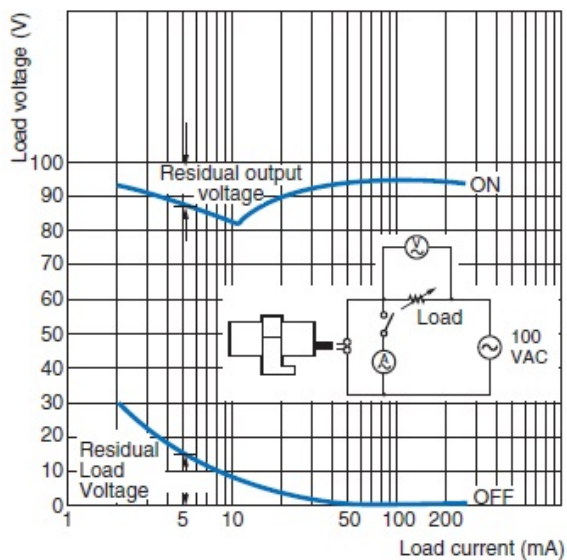 Load voltage (V)
100
90
80
70
60
50
40
30
20
10
0
Residual output
voltage
ON
V
Load
A
100
VAC
Residual
Load
Voltage
OFF
1
5
10
50
100
200
Load current (mA)